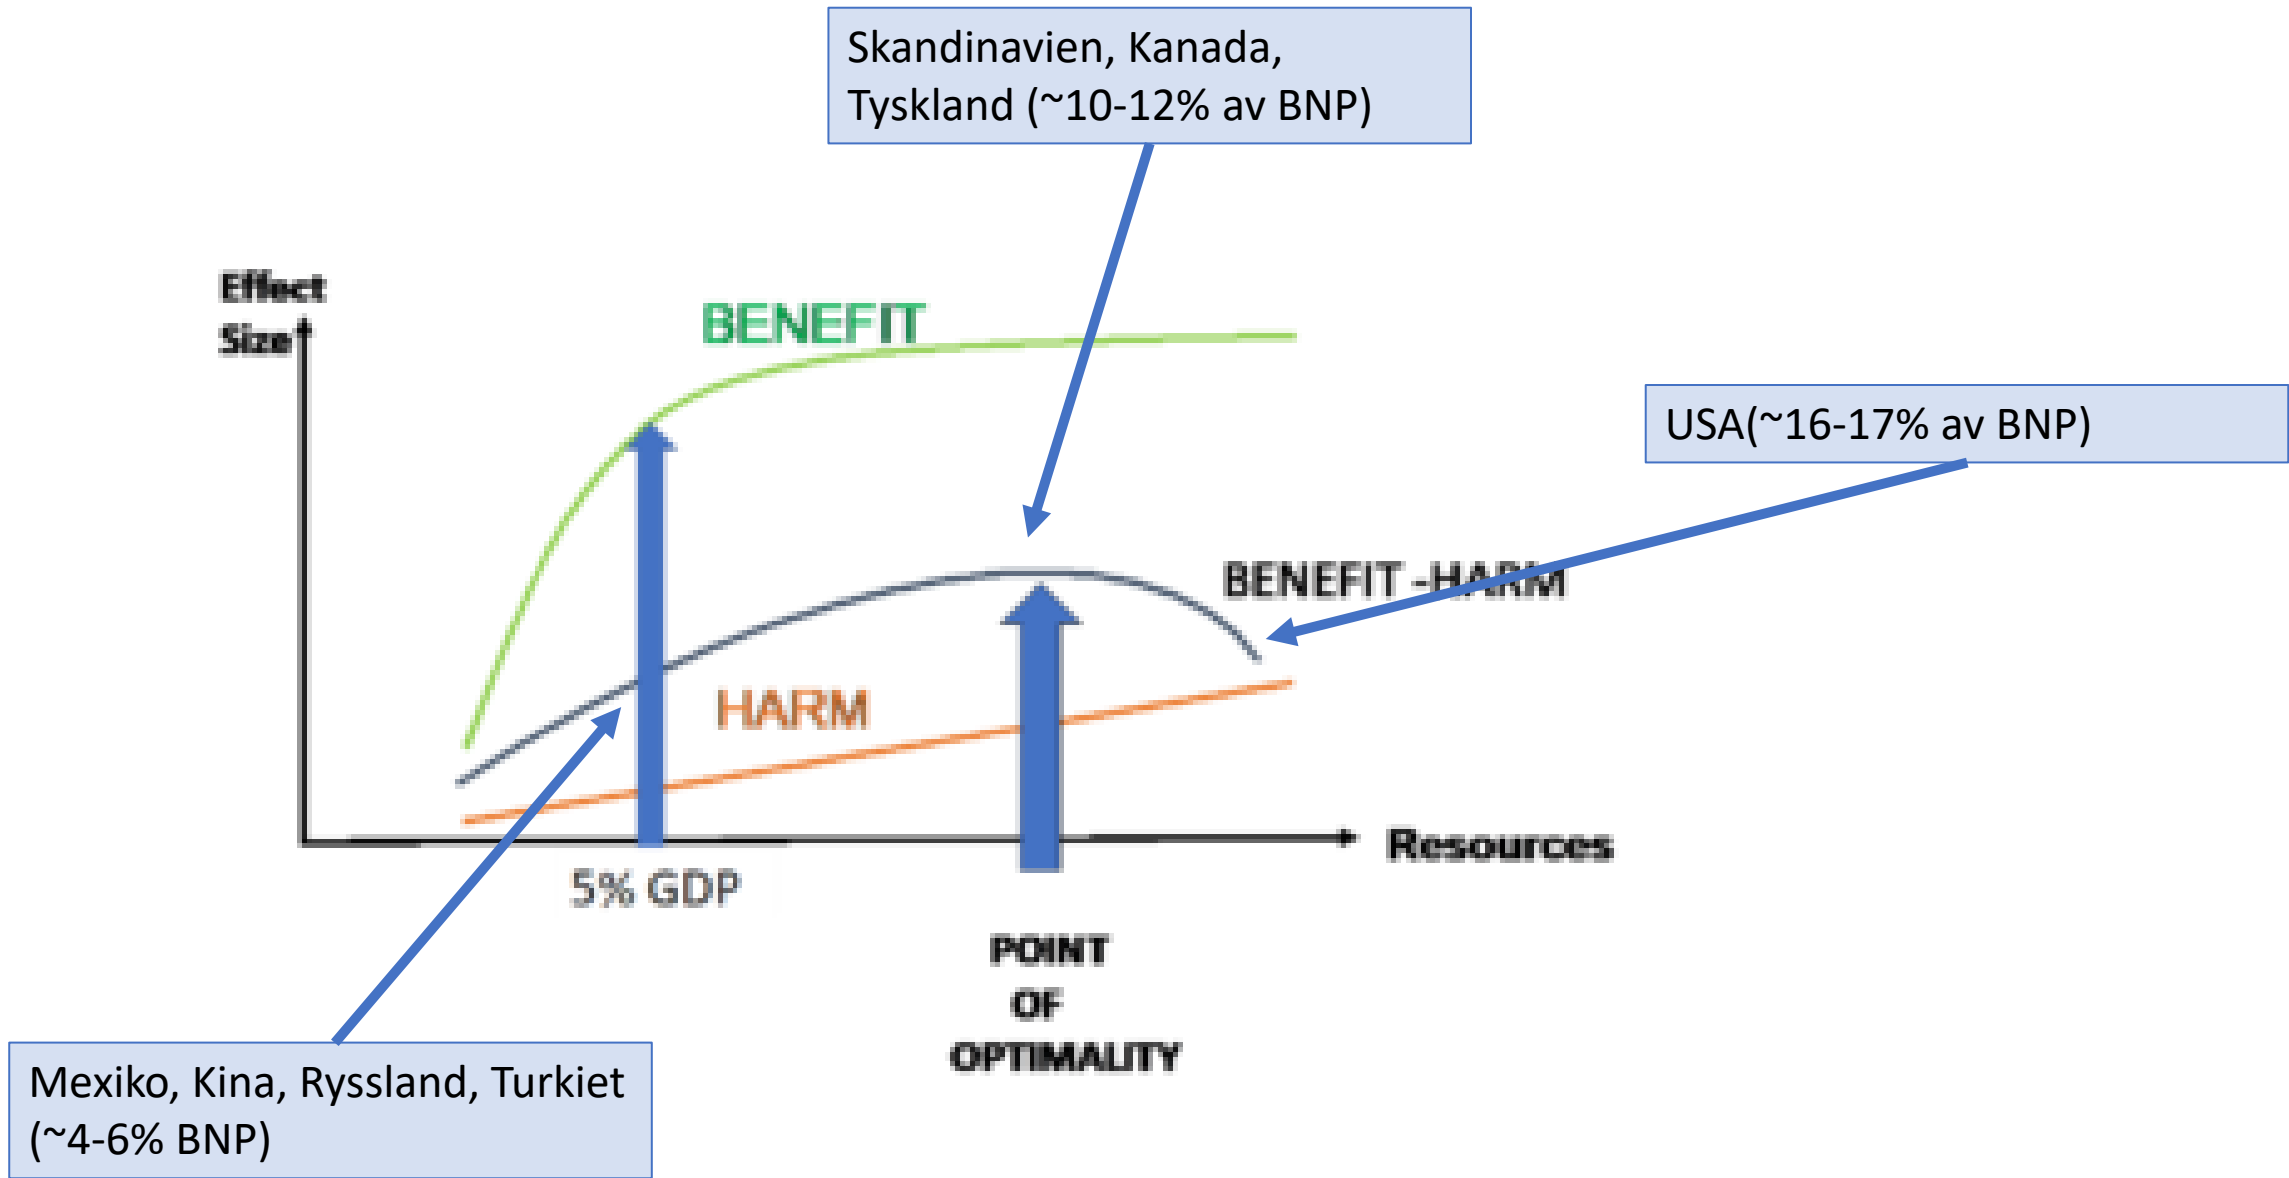 Skandinavien, Kanada,
Tyskland (~10-12% av BNP)
Effect
Size
BENEFIT
USA(~16-17% av BNP)
BENEFIT -HARM
HARM
Resources
5% GDP
POINT
OF
OPTIMALITY
Mexiko, Kina, Ryssland, Turkiet
(~4-6% BNP)